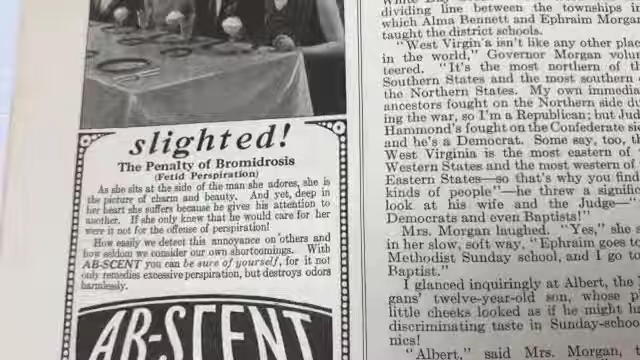 slighted!
The Penalty of Bromidrosis
(Fetid Perspiration)
As she sits at the side of the man she adores, she is
the picture of charm and beauty. And yet, deep in
her heart she suffers because he gives his attention to
another. If she only knew that he would care for her
were it not for the offense of perspiration!
How easily we detect this annoyance on others and
how seldom we consider our own shortcomings. With
AB-SCENT you can be sure of yourself, for it not
only remedies excessive perspiration, but destroys odors
harmlessly.
AB-SCENT
dividing line between the townships in
which Alma Bennett and Ephraim Morgan
taught the district schools.
"West Virgin'a isn't like any other place
in the world," Governor Morgan
teered. "It's the most northern of the
Southern States and the most southern
the Northern States. My own
ancestors fought on the Northern side
ing the war, so I'm a Republican; but
Hammond's fought on the Confederate
and he's a Democrat. Some say, too,
West Virginia is the most eastern of
Western States and the most western of
Eastern States—so that's why you find
kinds of people"—he threw a
look at his wife and the Judge—"
Democrats and even Baptists!"
Mrs. Morgan laughed. "Yes," she
in her slow, soft way, "Ephraim goes to
Methodist Sunday school, and I go to
Baptist."
I glanced inquiringly at Albert, the
gans' twelve-year-old son, whose
little cheeks looked as if he might
discriminating taste in Sunday-school
nics!
"Albert," said Mrs. Morgan,